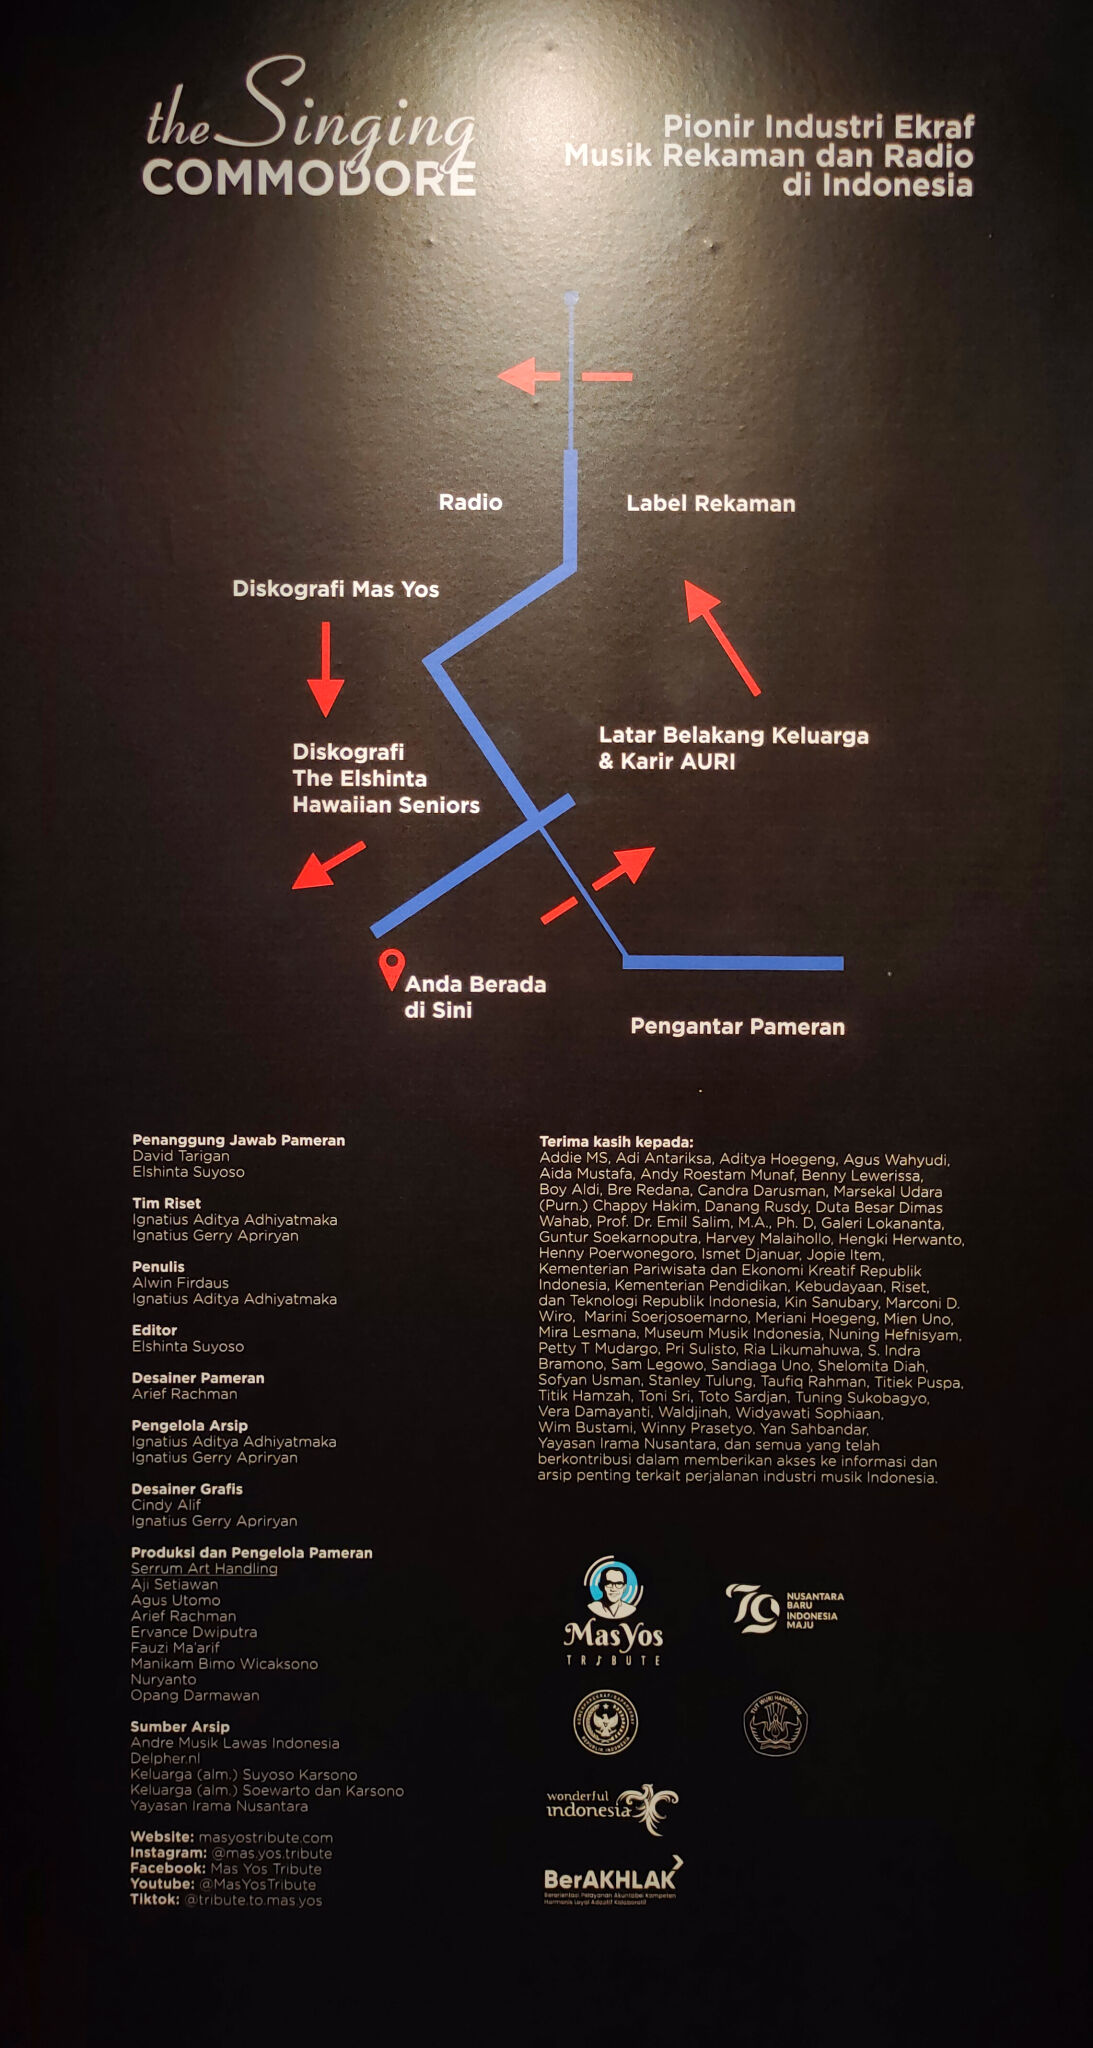 the Singing
COMMODORE
Pionir Industri Ekraf
Musik Rekaman dan Radio
di Indonesia
Radio
Label Rekaman
Diskografi Mas Yos
Latar Belakang Keluarga
& Karir AURI
Diskografi
The Elshinta
Hawaiian Seniors
Anda Berada
di Sini
Pengantar Pameran
Penanggung Jawab Pameran
David Tarigan
Elshinta Suyoso
Tim Riset
Ignatius Aditya Adhiyatmaka
Ignatius Gerry Apriryan
Penulis
Alwin Firdaus
Ignatius Aditya Adhiyatmaka
Editor
Elshinta Suyoso
Desainer Pameran
Arief Rachman
Pengelola Arsip
Ignatius Aditya Adhiyatmaka
Ignatius Gerry Apriryan
Desainer Grafis
Cindy Alif
Ignatius Gerry Apriryan
Produksi dan Pengelola Pameran
Serrum Art Handling
Aji Setiawan
Agus Utomo
Arief Rachman
Ervance Dwiputra
Fauzi Ma'arif
Manikam Bimo Wicaksono
Nuryanto
Opang Darmawan
Sumber Arsip
Andre Musik Lawas Indonesia
Delpher.nl
Keluarga (alm.) Suyoso Karsono
Keluarga (alm.) Soewarto dan Karsono
Yayasan Irama Nusantara
Website: masyostribute.com
Instagram: @mas.yos.tribute
Facebook: Mas Yos Tribute
Youtube: @MasYosTribute
Tiktok: @tribute.to.mas.yos
Terima kasih kepada:
Addie MS, Adi Antariksa, Aditya Hoegeng, Agus Wahyudi,
Aida Mustafa, Andy Roestam Munaf, Benny Lewerissa,
Boy Aldi, Bre Redana, Candra Darusman, Marsekal Udara
(Purn.) Chappy Hakim, Danang Rusdy, Duta Besar Dimas
Wahab, Prof. Dr. Emil Salim, M.A., Ph. D, Galeri Lokananta,
Guntur Soekarnoputra, Harvey Malaihollo, Hengki Herwanto,
Henny Poerwonegoro, Ismet Djanuar, Jopie Item,
Kementerian Pariwisata dan Ekonomi Kreatif Republik
Indonesia, Kementerian Pendidikan, Kebudayaan, Riset,
dan Teknologi Republik Indonesia, Kin Sanubary, Marconi D.
Wiro, Marini Soerjosoemarno, Meriani Hoegeng, Mien Uno,
Mira Lesmana, Museum Musik Indonesia, Nuning Hefnisyam,
Petty T Mudargo, Pri Sulisto, Ria Likumahuwa, S. Indra
Bramono, Sam Legowo, Sandiaga Uno, Shelomita Diah,
Sofyan Usman, Stanley Tulung, Taufiq Rahman, Titiek Puspa,
Titik Hamzah, Toni Sri, Toto Sardjan, Tuning Sukobagyo,
Vera Damayanti, Waldjinah, Widyawati Sophiaan,
Wim Bustami, Winny Prasetyo, Yan Sahbandar,
Yayasan Irama Nusantara, dan semua yang telah
berkontribusi dalam memberikan akses ke informasi dan
arsip penting terkait perjalanan industri musik Indonesia.
Mas Yos
TRIBUTE
79
NUSANTARA
BARU
INDONESIA
MAJU
REPUBLIK INDONESIA
TUT WURI HANDAYANI
wonderful
indonesia
BerAKHLAK
Berorientasi Pelayanan Akuntabel Kompeten
Harmonis Loyal Adaptif Kolaboratif